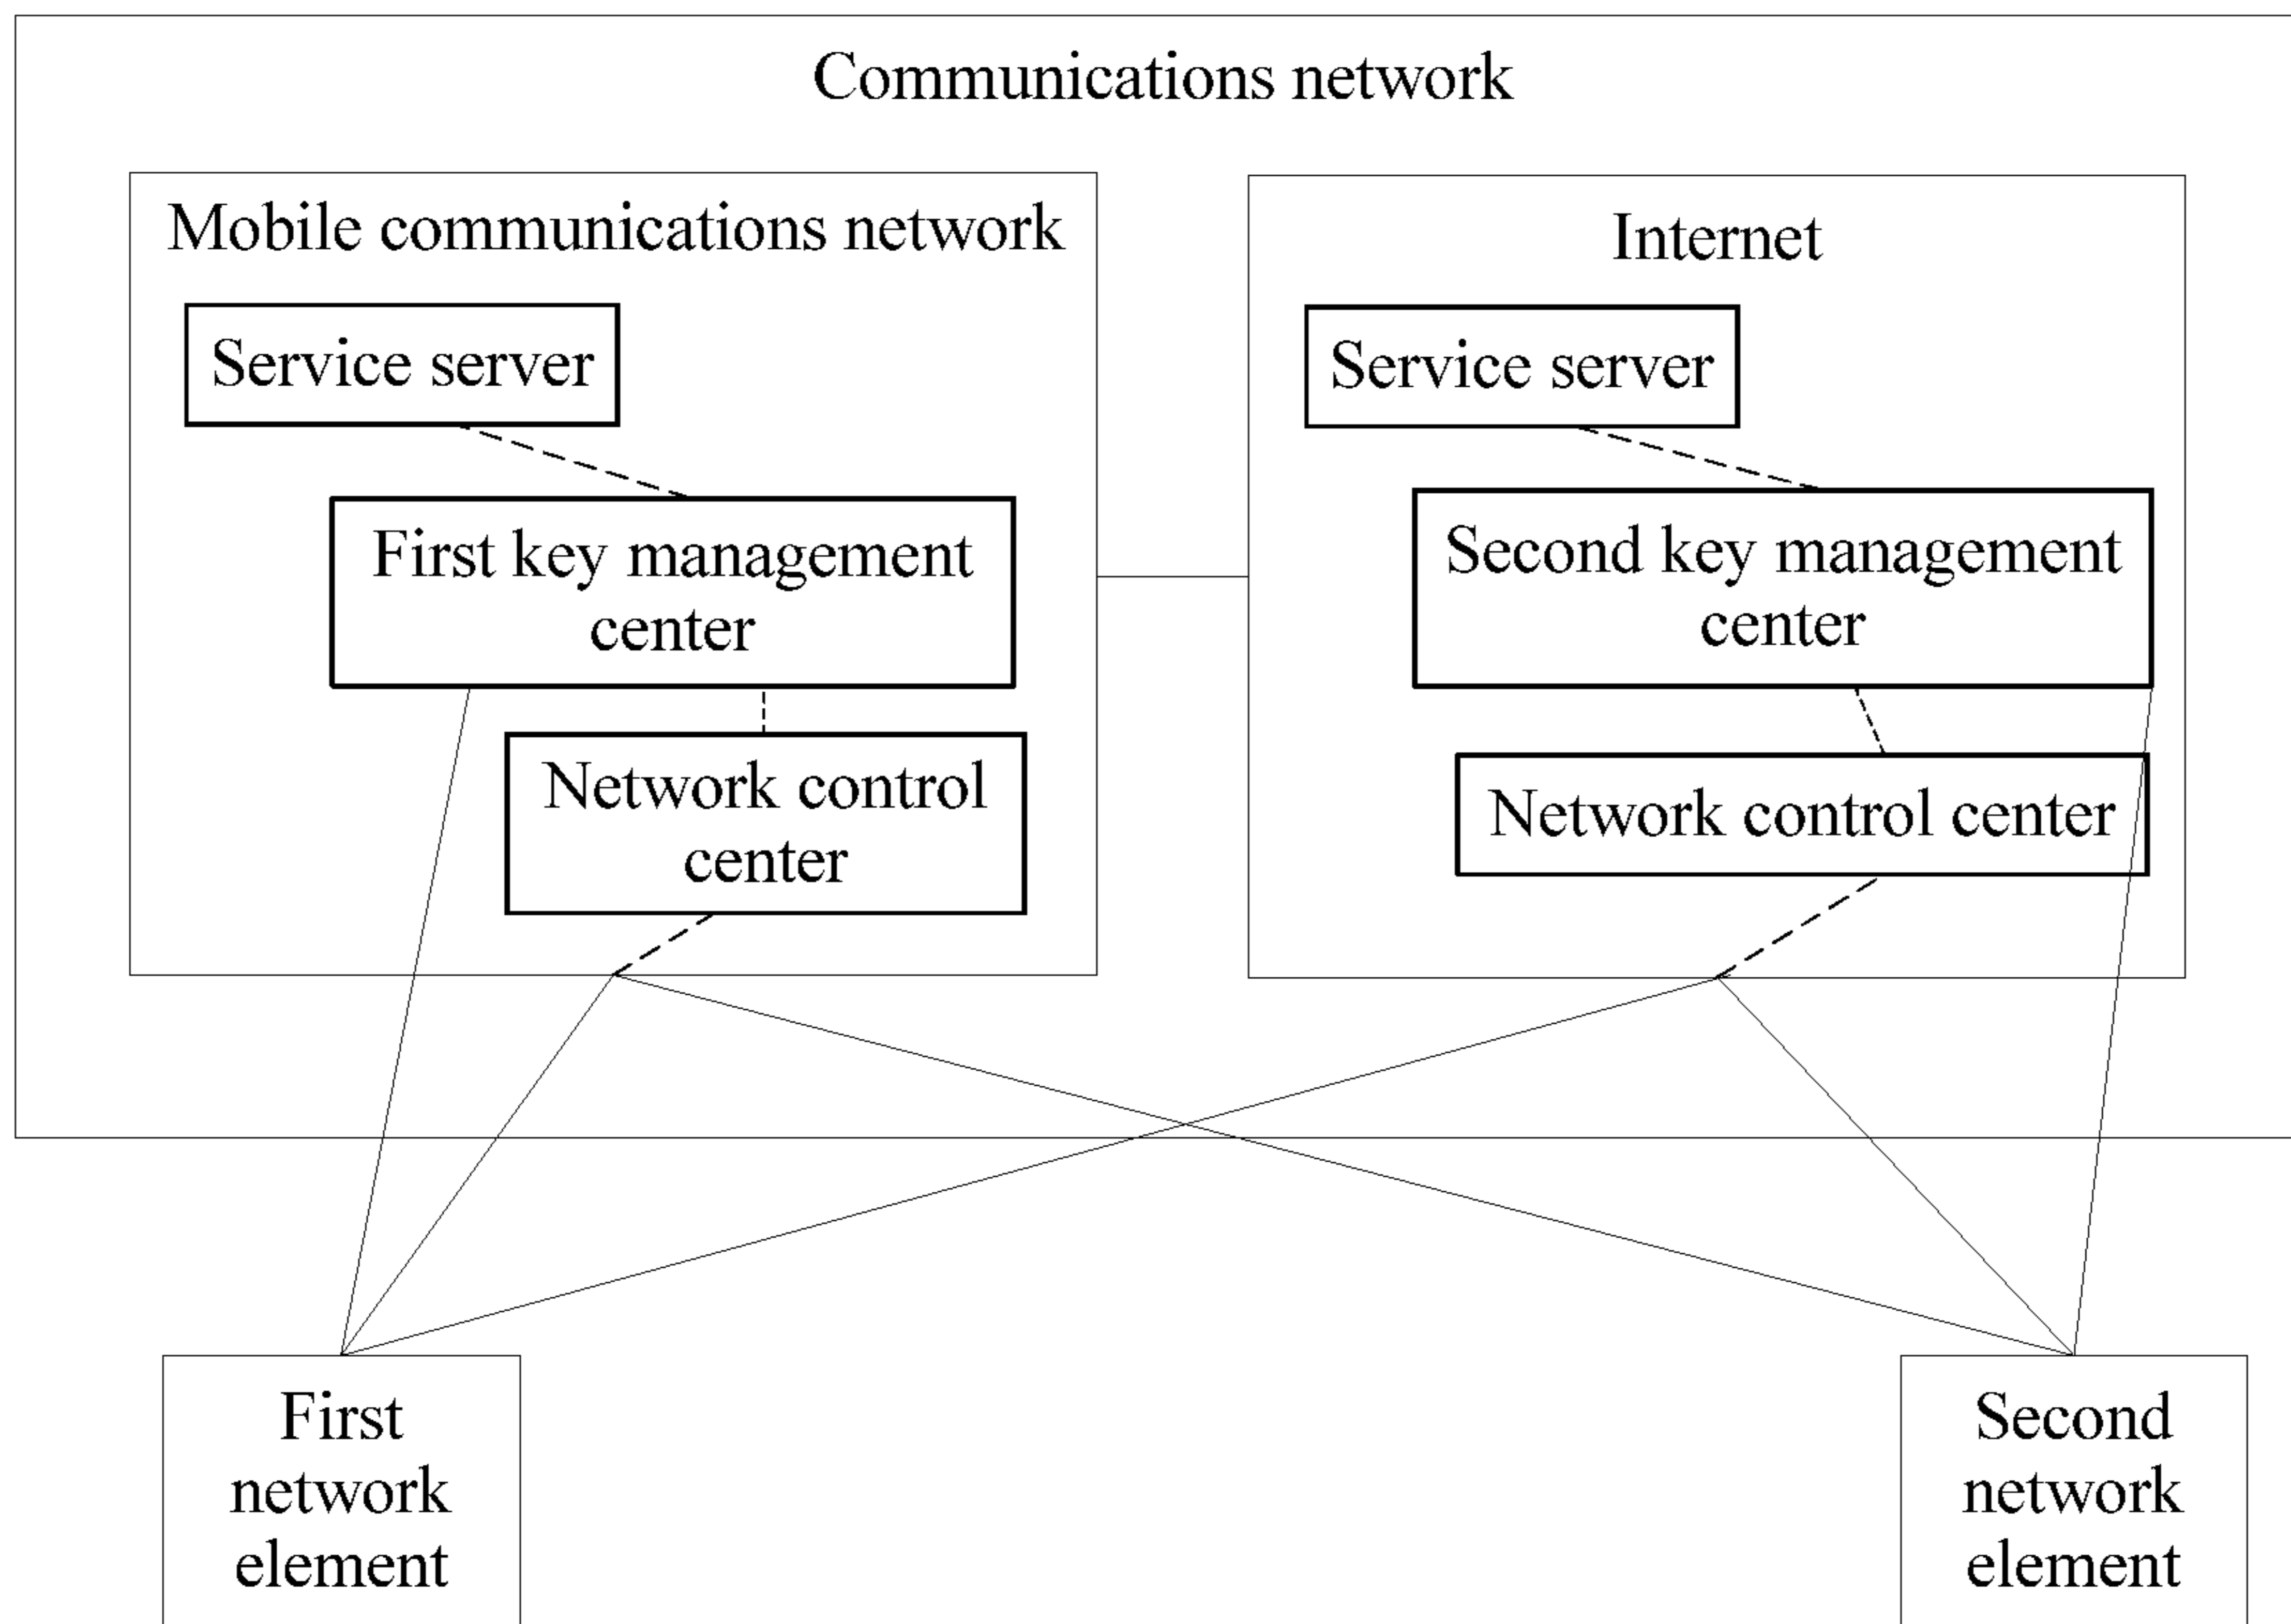 Communications network
Mobile communications network
Service server
First key management
center
Network control
center
Internet
Service server
Second key management
center
Network control center
First
network
element
Second
network
element